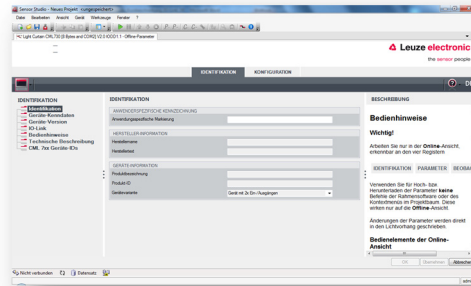 Sensor Studio - Neues Projekt <ungespeichert>
Datei Bearbeiten Ansicht Gerät Werkzeuge Fenster ?
Light Curtain CML730 (8 Bytes and COM2) V2.0 IODD1.1 - Offline-Parameter
Leuze electronic
the sensor people
IDENTIFIKATION KONFIGURATION
IDENTIFIKATION
Identifikation
Geräte-Kenndaten
Geräte-Version
IO-Link
Bedienhinweise
Technische Beschreibung
CML 7xx Geräte-IDs
IDENTIFIKATION
ANWENDERSPEZIFISCHE KENNZEICHNUNG
Anwendungsspezifische Markierung
HERSTELLER-INFORMATION
Herstellername
Herstellertext
GERÄTE-INFORMATION
Produktbezeichnung
Produkt-ID
Gerätevariante
Gerät mit 2x Ein-/Ausgängen
BESCHREIBUNG
Bedienhinweise
Wichtig!
Arbeiten Sie nur in der Online-Ansicht,
erkennbar an den vier Registern
IDENTIFIKATION PARAMETER BEOBA
Verwenden Sie für Hoch- bzw.
Herunterladen der Parameter keine
Befehle der Rahmensoftware oder des
Kontextmenüs im Projektbaum. Diese
wirken nur auf die Offline-Ansicht.
Änderungen der Parameter werden direkt
in den Lichtvorhang geschrieben
Bedienelemente der Online-
Ansicht
OK Übernehmen Abbrechen
Nicht verbunden Datensatz